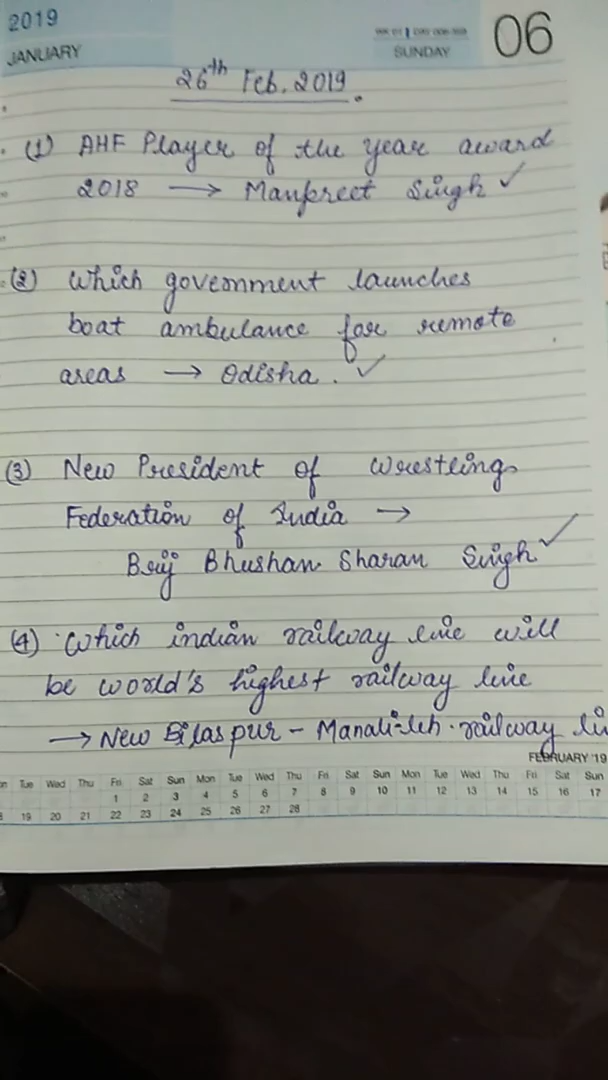 2019
JANUARY
SUNDAY
06
26th Feb. 2019.
(1) AHF Player of the year award
2018 → Manpreet Singh ✓
(2) Which government launches
boat ambulance for remote
areas → Odisha. ✓
(3) New President of Wrestling
Federation of India →
Brij Bhushan Sharan Singh ✓
(4) Which indian railway line will
be world's highest railway line
→ New Bilaspur - Manali-Leh railway
FEBRUARY '19
Tue Wed Thu Fri Sat Sun Mon Tue Wed Thu Fri Sat Sun Mon Tue Wed Thu Fri Sat Sun
1 2 3 4 5 6 7 8 9 10 11 12 13 14 15 16 17
19 20 21 22 23 24 25 26 27 28